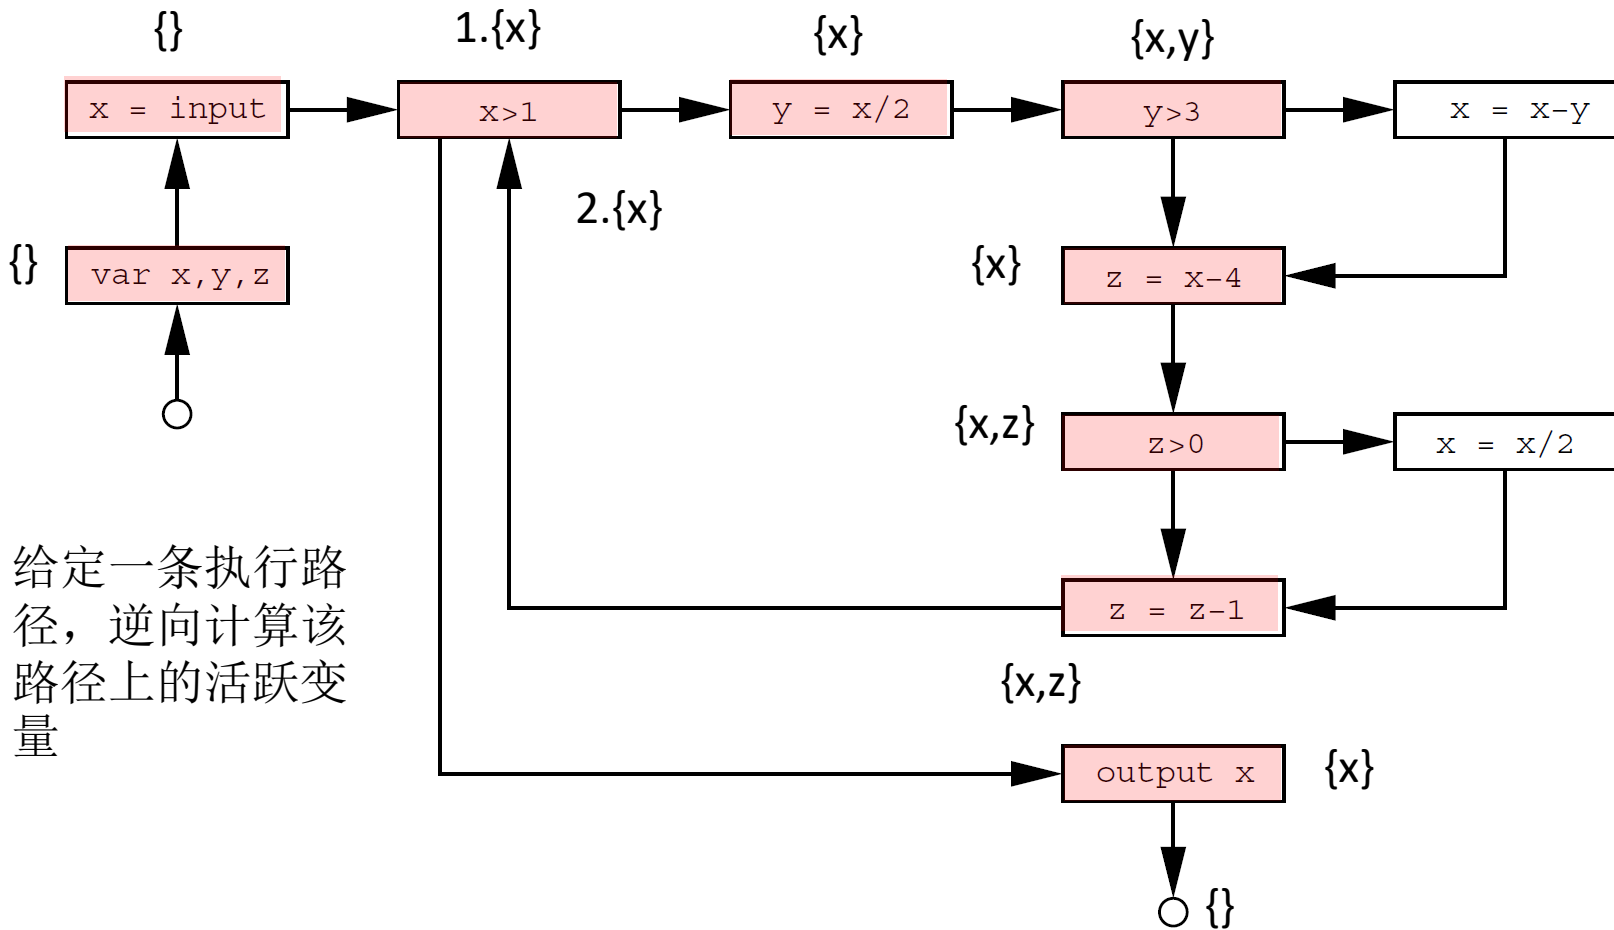 {}
1.{x}
{x}
{x,y}
x = input
x>1
y = x/2
y>3
x = x-y
2.{x}
{}
var x,y,z
{x}
z = x-4
{x,z}
z>0
x = x/2
给定一条执行路
径，逆向计算该
路径上的活跃变
量
z = z-1
{x,z}
output x
{x}
{}